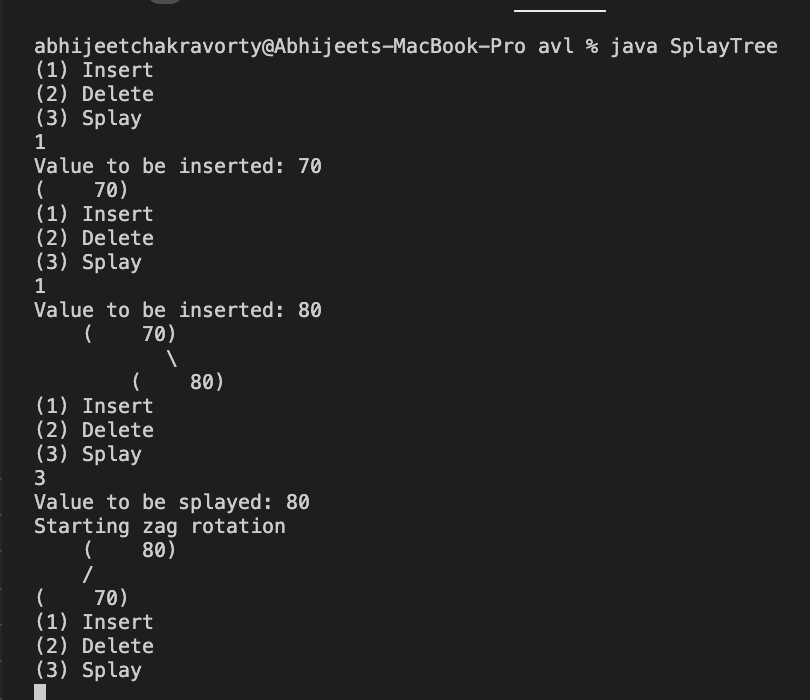 abhijeetchakravorty@Abhijeets-MacBook-Pro avl % java SplayTree
(1) Insert
(2) Delete
(3) Splay
1
Value to be inserted: 70
(    70)
(1) Insert
(2) Delete
(3) Splay
1
Value to be inserted: 80
    (    70)
           \
        (    80)
(1) Insert
(2) Delete
(3) Splay
3
Value to be splayed: 80
Starting zag rotation
    (    80)
    /
(    70)
(1) Insert
(2) Delete
(3) Splay